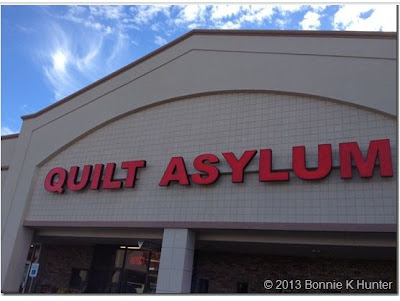 QUILT ASYLUM
© 2013 Bonnie K Hunter